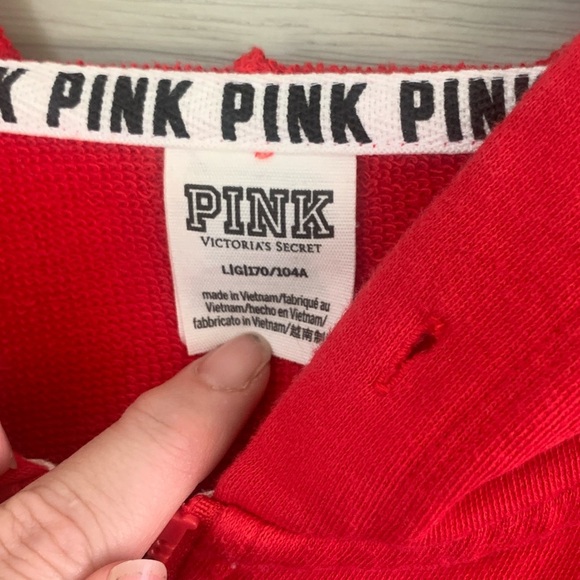 K PINK PINK PINK PIN
PINK
VICTORIA'S SECRET
L|G|170/104A
made in Vietnam/fabriqué au
Vietnam/hecho en Vietnam/
fabbricato in Vietnam/越南制